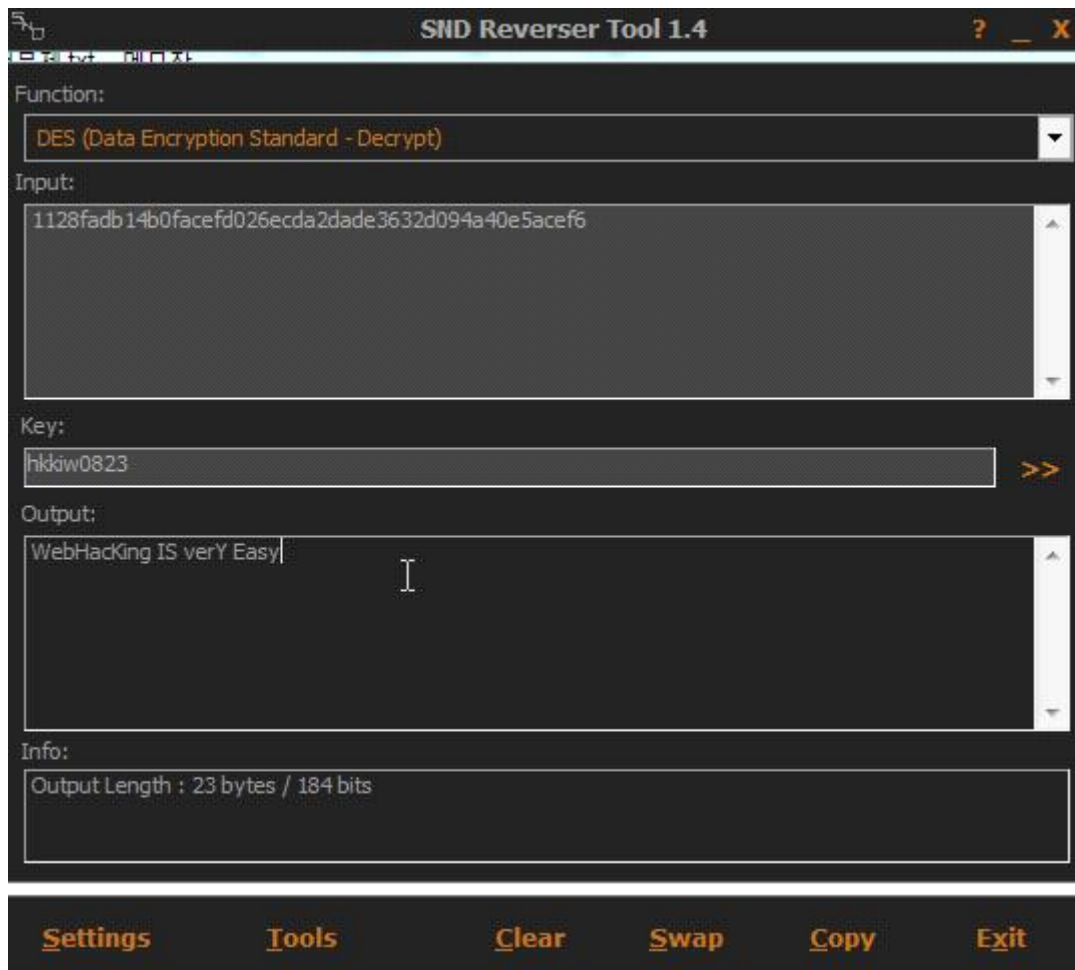 SND Reverser Tool 1.4
? _ X
Function:
DES (Data Encryption Standard - Decrypt)
Input:
1128fadb14b0facefd026ecda2dade3632d094a40e5acef6
Key:
hkkiw0823
>>
Output:
WebHacKing IS verY Easy
Info:
Output Length : 23 bytes / 184 bits
Settings Tools Clear Swap Copy Exit